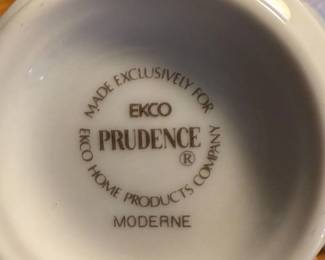 MADE EXCLUSIVELY FOR
EKCO
PRUDENCE ®
EKCO HOME PRODUCTS COMPANY
MODERNE